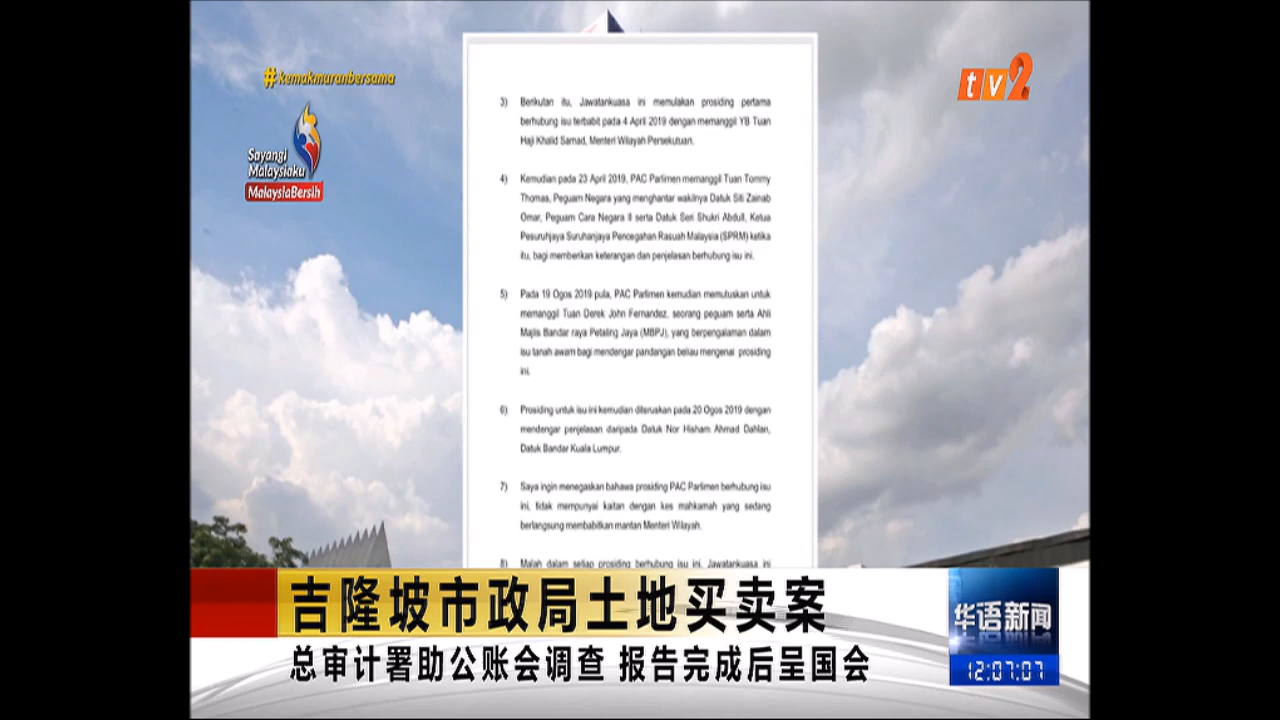 #kemakmuranbersama
tv2
Sayangi
Malaysiaku
MalaysiaBersih
3) Berikutan itu, Jawatankuasa ini memulakan prosiding pertama
berhubung isu terbabit pada 4 April 2019 dengan memanggil YB Tuan
Haji Khalid Samad, Menteri Wilayah Persekutuan.
4) Kemudian pada 23 April 2019, PAC Parlimen memanggil Tuan Tommy
Thomas, Peguam Negara yang menghantar wakilnya Datuk Siti Zainab
Omar, Peguam Cara Negara II serta Datuk Seri Shukri Abdull, Ketua
Pesuruhjaya Suruhanjaya Pencegahan Rasuah Malaysia (SPRM) ketika
itu, bagi memberikan keterangan dan penjelasan berhubung isu ini.
5) Pada 19 Ogos 2019 pula, PAC Parlimen kemudian memutuskan untuk
memanggil Tuan Derek John Fernandez, seorang peguam serta Ahli
Majlis Bandar raya Petaling Jaya (MBPJ), yang berpengalaman dalam
isu tanah awam bagi mendengar pandangan beliau mengenai prosiding
ini.
6) Prosiding untuk isu ini kemudian diteruskan pada 20 Ogos 2019 dengan
mendengar penjelasan daripada Datuk Nor Hisham Ahmad Dahlan,
Datuk Bandar Kuala Lumpur.
7) Saya ingin menegaskan bahawa prosiding PAC Parlimen berhubung isu
ini, tidak mempunyai kaitan dengan kes mahkamah yang sedang
berlangsung membabitkan mantan Menteri Wilayah.
8) Malah dalam setiap prosiding berhubung isu ini, Jawatankuasa ini
吉隆坡市政局土地买卖案
总审计署助公账会调查 报告完成后呈国会
华语新闻
12:07:07